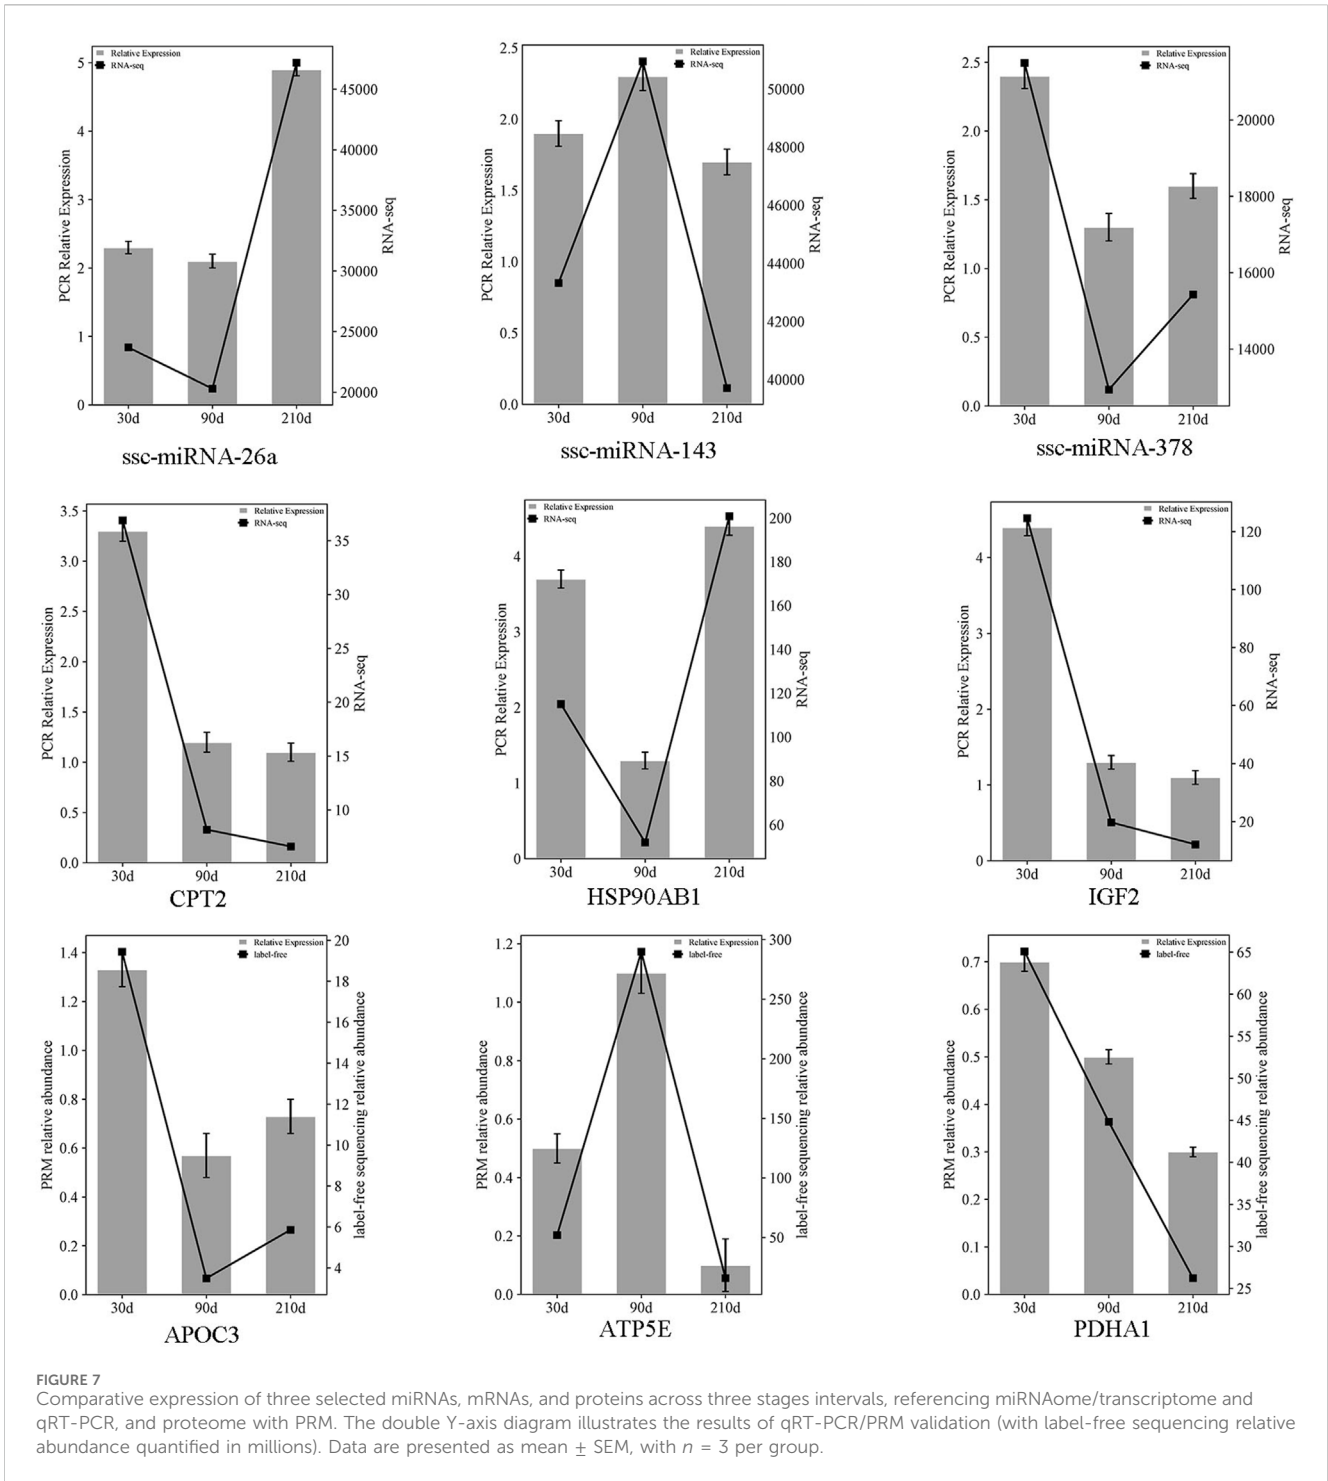 Relative Expression
RNA-seq
5
4
3
2
1
0
PCR Relative Expression
45000
40000
35000
30000
25000
20000
RNA-seq
30d
90d
210d
ssc-miRNA-26a
Relative Expression
RNA-seq
2.5
2.0
1.5
1.0
0.5
0.0
PCR Relative Expression
50000
48000
46000
44000
42000
40000
RNA-seq
30d
90d
210d
ssc-miRNA-143
Relative Expression
RNA-seq
2.5
2.0
1.5
1.0
0.5
0.0
PCR Relative Expression
20000
18000
16000
14000
RNA-seq
30d
90d
210d
ssc-miRNA-378
Relative Expression
RNA-seq
3.5
3.0
2.5
2.0
1.5
1.0
0.5
0.0
PCR Relative Expression
35
30
25
20
15
10
RNA-seq
30d
90d
210d
CPT2
Relative Expression
RNA-seq
4
3
2
1
0
PCR Relative Expression
200
180
160
140
120
100
80
60
RNA-seq
30d
90d
210d
HSP90AB1
Relative Expression
RNA-seq
4
3
2
1
0
PCR Relative Expression
120
100
80
60
40
20
RNA-seq
30d
90d
210d
IGF2
Relative Expression
label-free
1.4
1.2
1.0
0.8
0.6
0.4
0.2
0.0
PRM relative abundance
20
18
16
14
12
10
8
6
4
label-free sequencing relative abundance
30d
90d
210d
APOC3
Relative Expression
label-free
1.2
1.0
0.8
0.6
0.4
0.2
0.0
PRM relative abundance
300
250
200
150
100
50
label-free sequencing relative abundance
30d
90d
210d
ATP5E
Relative Expression
label-free
0.7
0.6
0.5
0.4
0.3
0.2
0.1
0.0
PRM relative abundance
65
60
55
50
45
40
35
30
25
label-free sequencing relative abundance
30d
90d
210d
PDHA1
FIGURE 7
Comparative expression of three selected miRNAs, mRNAs, and proteins across three stages intervals, referencing miRNAome/transcriptome and
qRT-PCR, and proteome with PRM. The double Y-axis diagram illustrates the results of qRT-PCR/PRM validation (with label-free sequencing relative
abundance quantified in millions). Data are presented as mean ± SEM, with n = 3 per group.